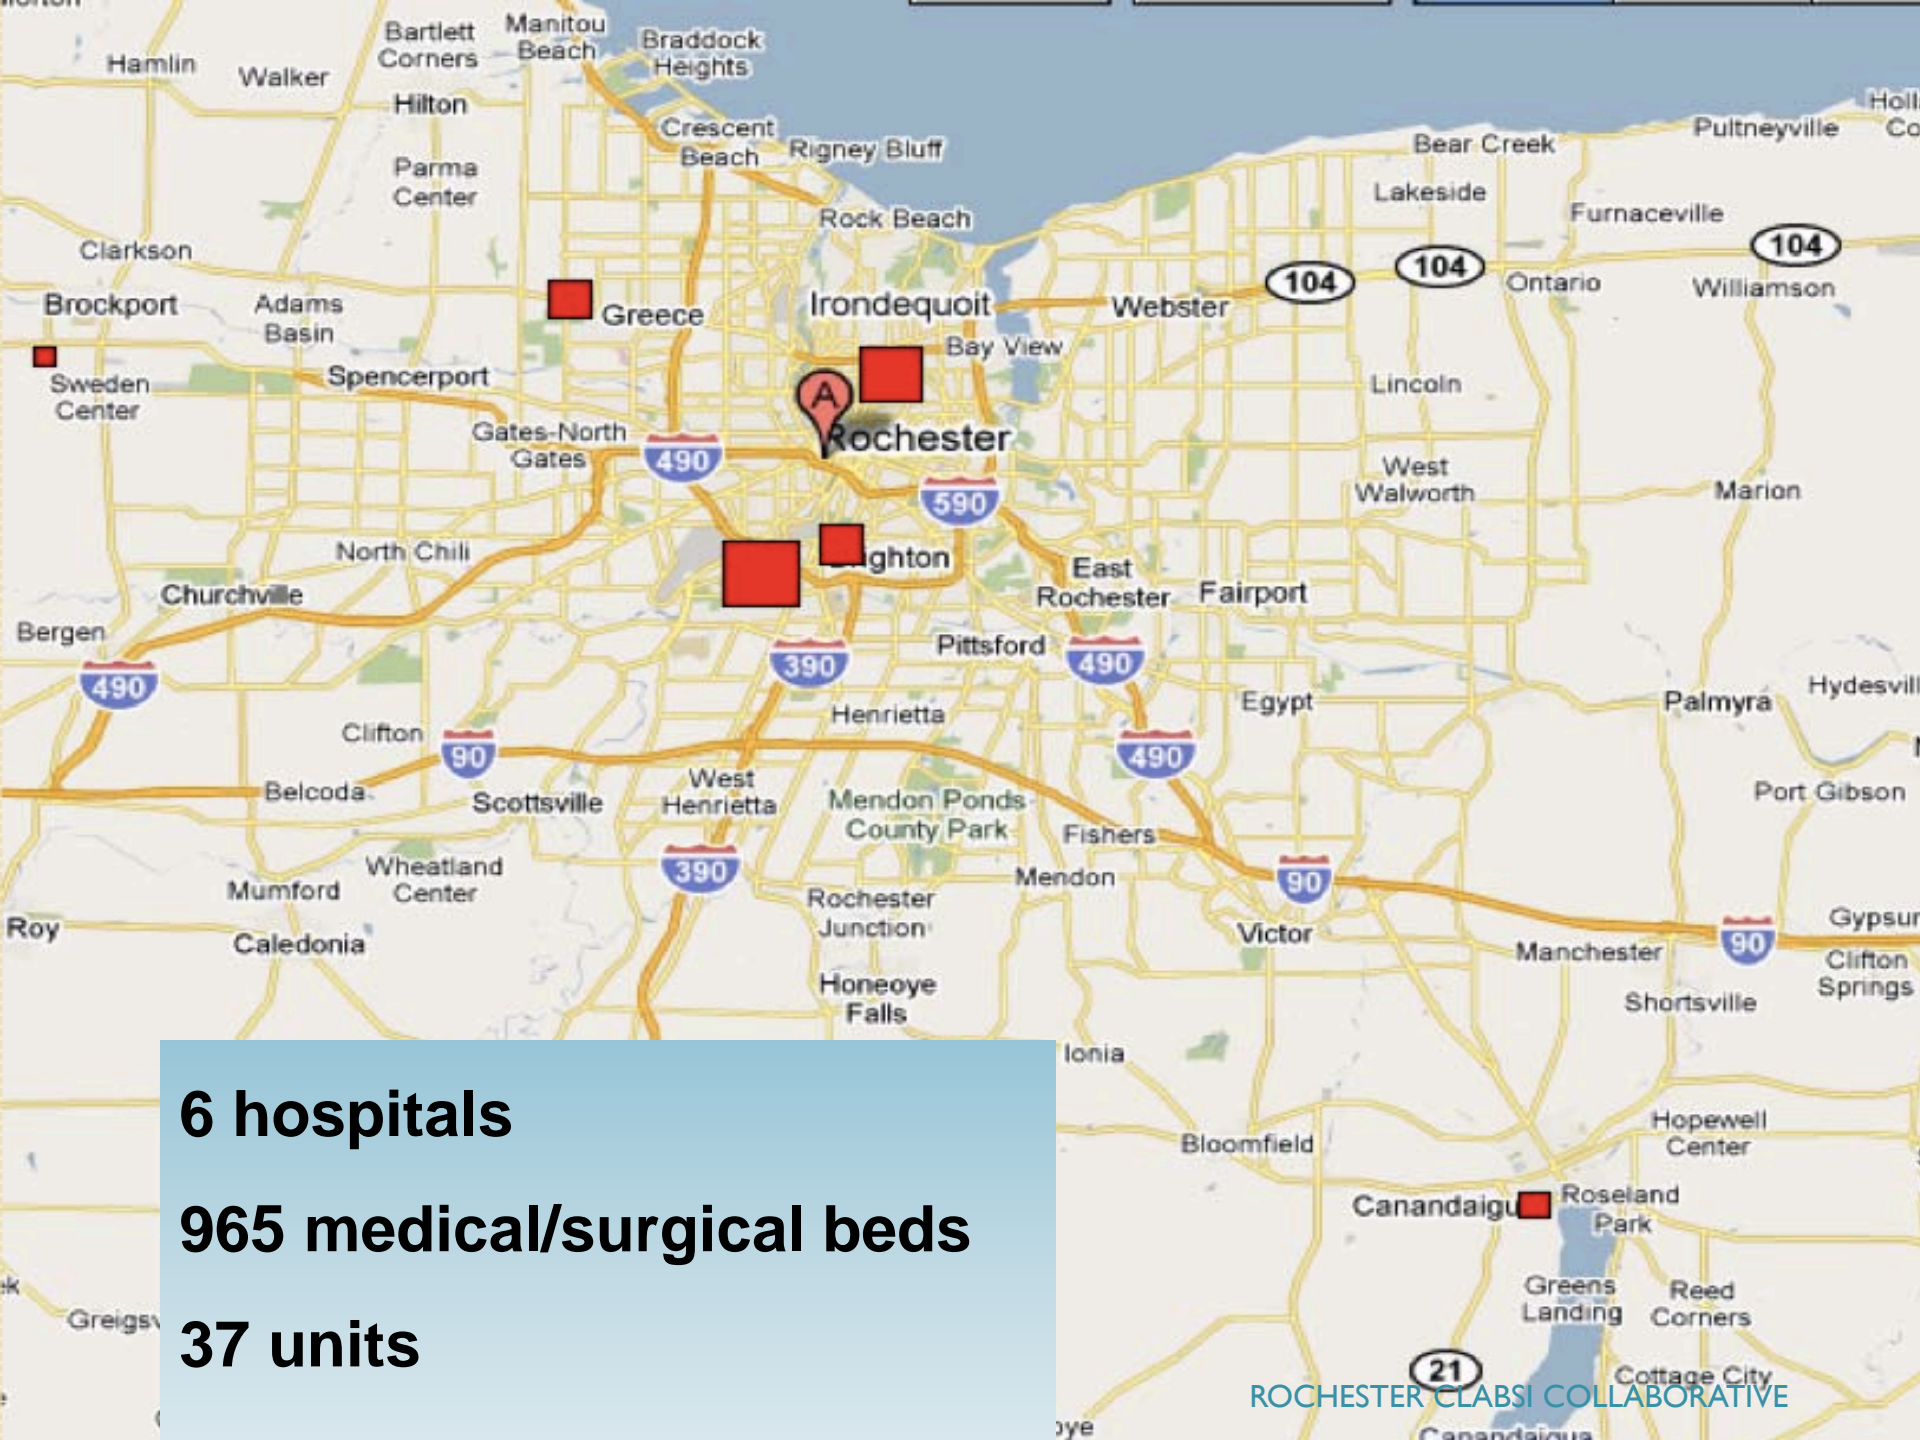 Bartlett
Corners
Manitou
Beach
Braddock
Heights
Hamlin
Walker
Hilton
Crescent
Beach
Rigney Bluff
Bear Creek
Pultneyville
Parma
Center
Lakeside
Rock Beach
Furnaceville
Clarkson
104
104
104
Brockport
Adams
Basin
Greece
Irondequoit
Webster
Ontario
Williamson
Bay View
Sweden
Center
Spencerport
A
Lincoln
Gates-North
Gates
490
Rochester
590
West
Walworth
Marion
North Chili
ighton
East
Rochester
Fairport
Churchville
Bergen
490
390
Pittsford
490
Egypt
Palmyra
Hydesvill
Clifton
90
Henrietta
490
Belcoda
Scottsville
West
Henrietta
Mendon Ponds
County Park
Fishers
Port Gibson
Wheatland
Center
Mumford
390
Mendon
90
Rochester
Junction
Roy
Caledonia
Victor
Manchester
90
Gypsur
Clifton
Springs
Honeoye
Falls
Shortsville
Ionia
6 hospitals
Bloomfield
Hopewell
Center
965 medical/surgical beds
Canandaigu
Roseland
Park
Greens
Landing
Reed
Corners
Greigsv
37 units
21
Cottage City
ROCHESTER CLABSI COLLABORATIVE
Canandaigua